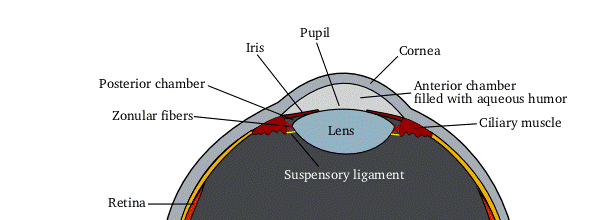 Pupil
Iris
Cornea
Posterior chamber
Anterior chamber
filled with aqueous humor
Zonular fibers
Ciliary muscle
Lens
Suspensory ligament
Retina